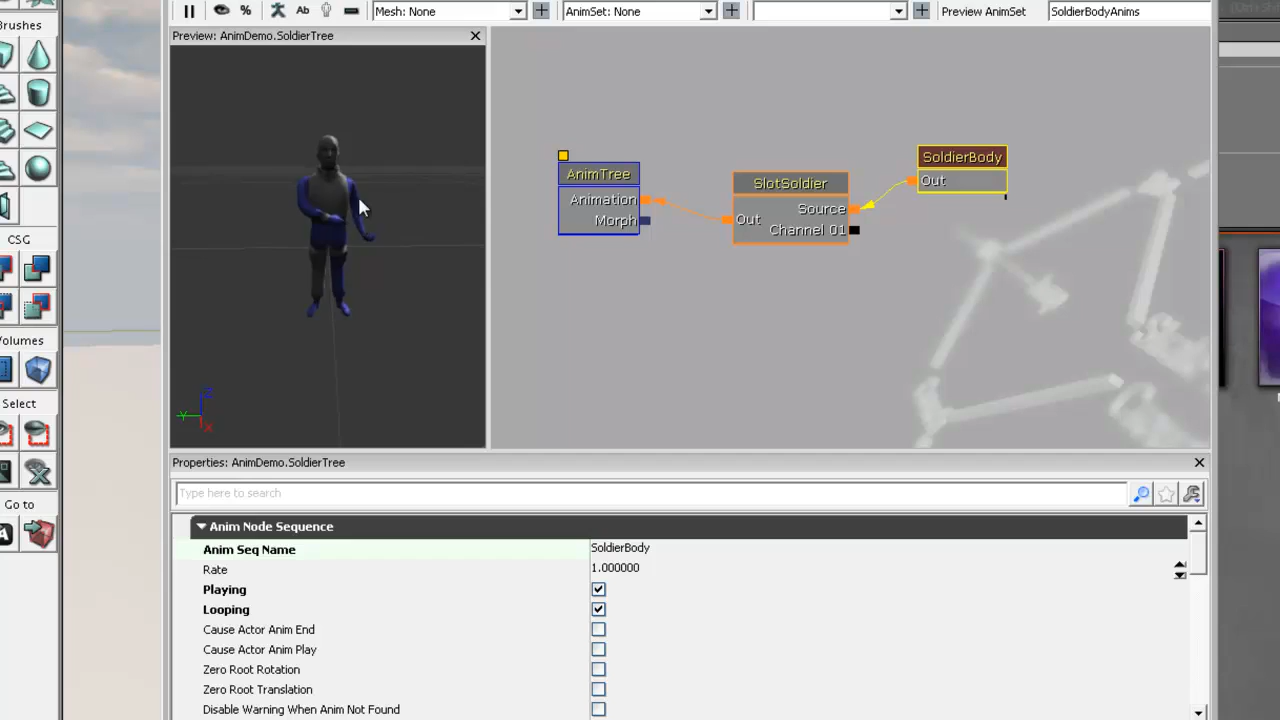 Brushes
CSG
Volumes
Select
Go to
Ab
Mesh: None
AnimSet: None
Preview AnimSet
SoldierBodyAnims
Preview: AnimDemo.SoldierTree
Z
Y
X
AnimTree
Animation
Morph
SlotSoldier
Source
Out
Channel 01
SoldierBody
Out
Properties: AnimDemo.SoldierTree
Type here to search
Anim Node Sequence
Anim Seq Name SoldierBody
Rate 1.000000
Playing
Looping
Cause Actor Anim End
Cause Actor Anim Play
Zero Root Rotation
Zero Root Translation
Disable Warning When Anim Not Found